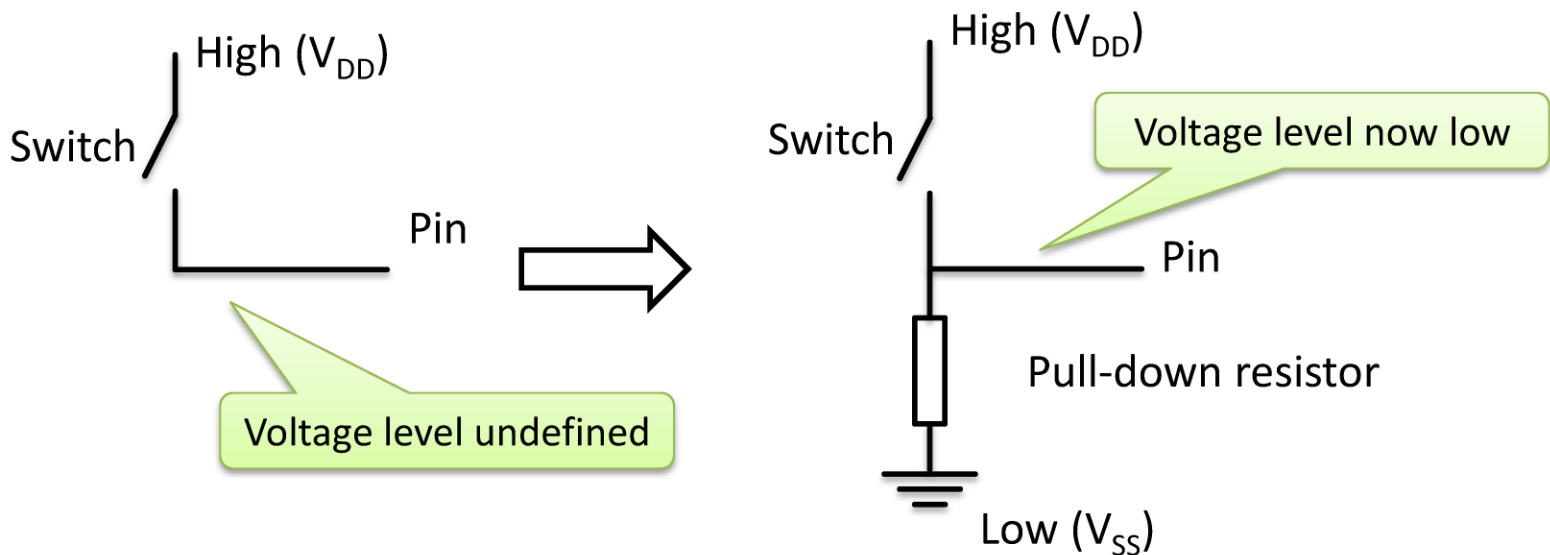 High (VDD)
Switch
Pin
Voltage level undefined
High (VDD)
Voltage level now low
Switch
Pin
Pull-down resistor
Low (VSS)